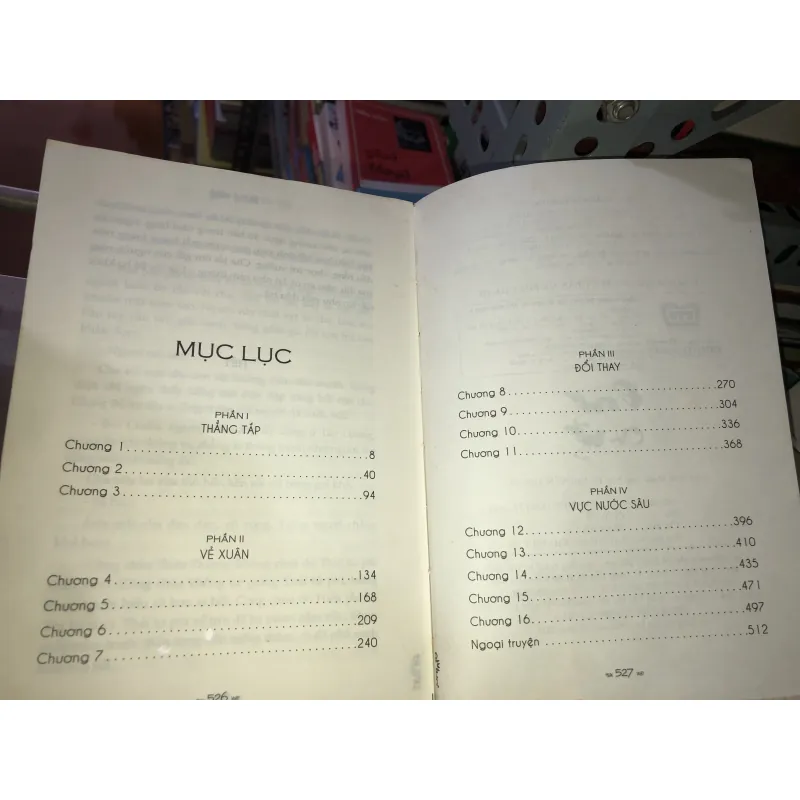 MỤC LỤC
PHẦN I
THẲNG TẮP
Chương 1........................................8
Chương 2........................................40
Chương 3........................................94
PHẦN II
VỀ XUÂN
Chương 4........................................134
Chương 5........................................168
Chương 6........................................209
Chương 7........................................240
526
PHẦN III
ĐỔI THAY
Chương 8........................................270
Chương 9........................................304
Chương 10........................................336
Chương 11........................................368
PHẦN IV
VỰC NƯỚC SÂU
Chương 12........................................396
Chương 13........................................410
Chương 14........................................435
Chương 15........................................471
Chương 16........................................497
Ngoại truyện........................................512
527